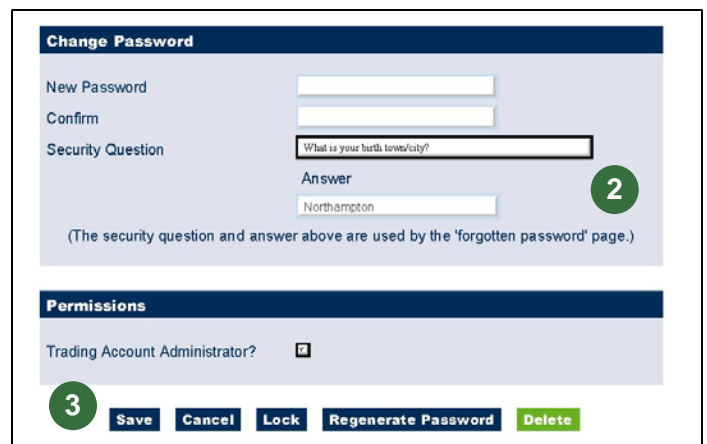 Change Password
New Password
Confirm
Security Question What is your birth town/city?
Answer
2
Northampton
(The security question and answer above are used by the 'forgotten password' page.)
Permissions
Trading Account Administrator?
3
Save Cancel Lock Regenerate Password Delete